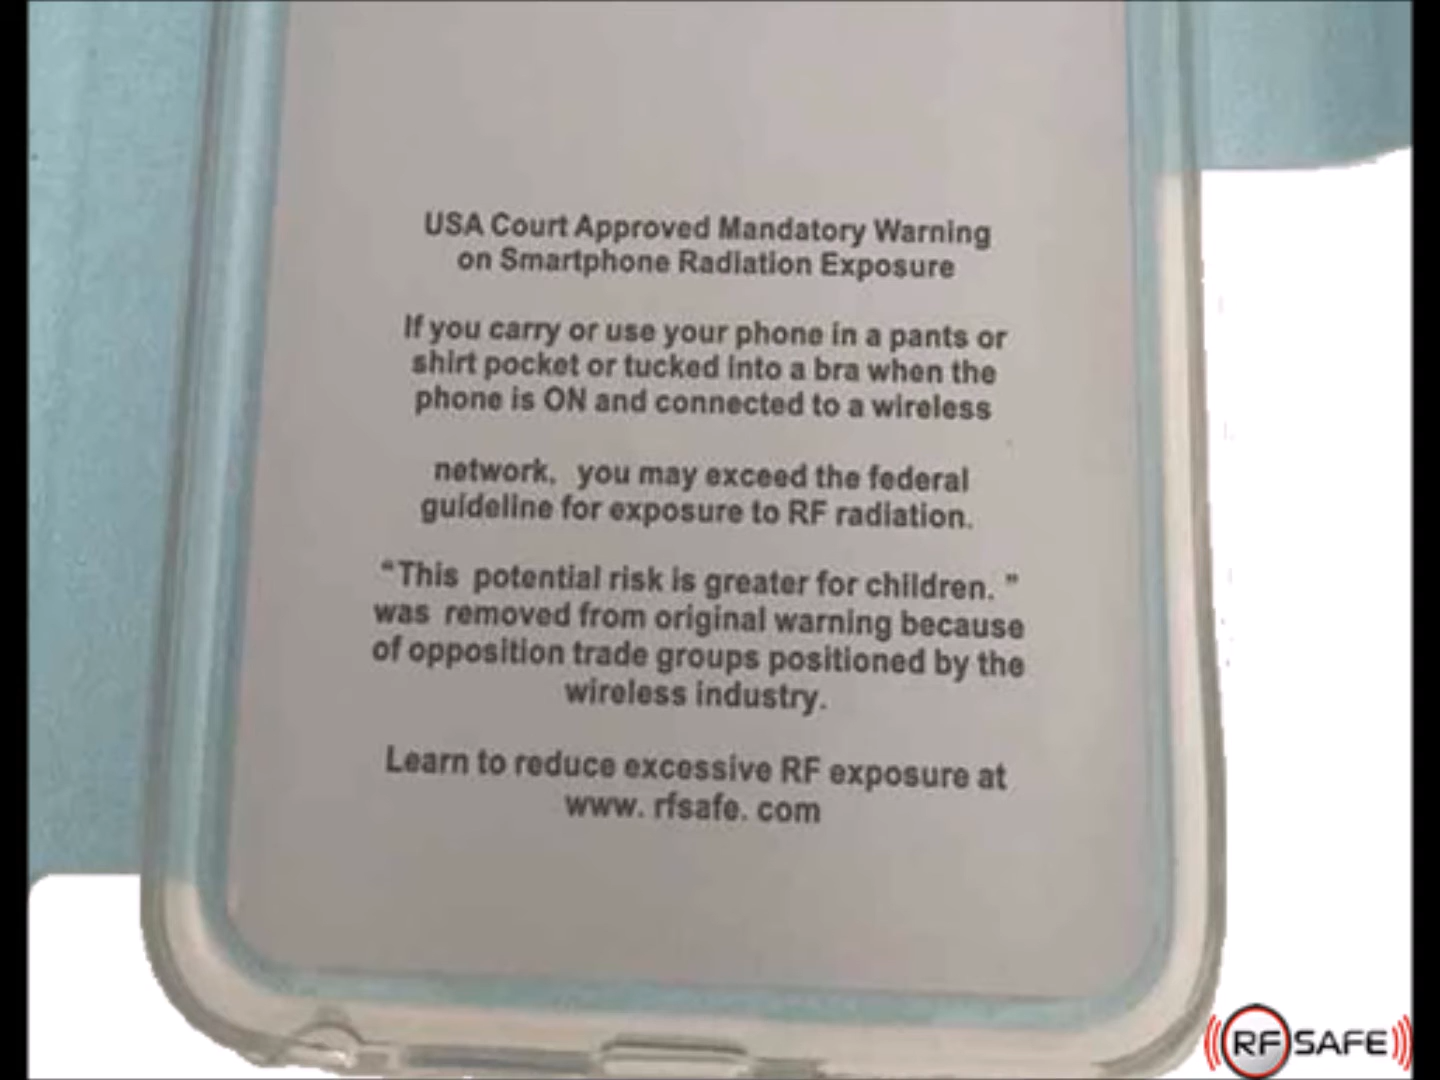 USA Court Approved Mandatory Warning
on Smartphone Radiation Exposure
If you carry or use your phone in a pants or
shirt pocket or tucked into a bra when the
phone is ON and connected to a wireless
network, you may exceed the federal
guideline for exposure to RF radiation.
“This potential risk is greater for children. ”
was removed from original warning because
of opposition trade groups positioned by the
wireless industry.
Learn to reduce excessive RF exposure at
www. rfsafe. com
RF SAFE